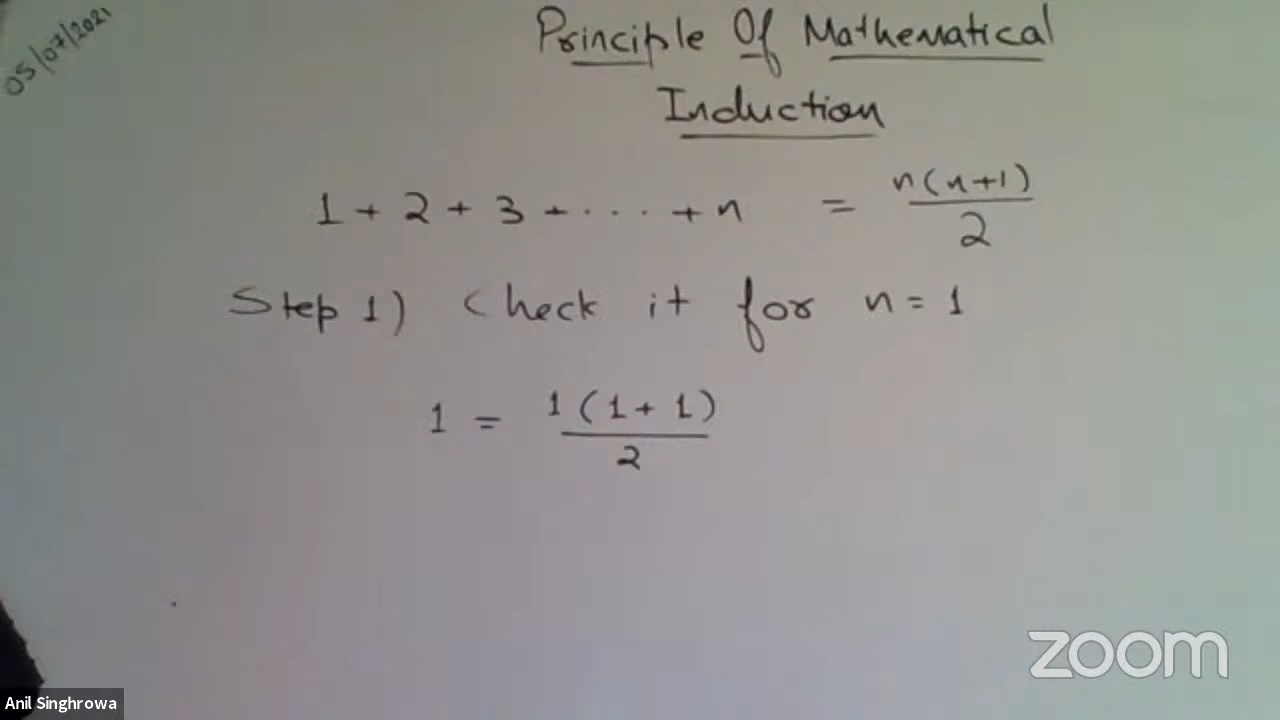 05/07/2021
Principle Of Mathematical
Induction
1 + 2 + 3 + .... + n = n(n+1)/2
Step 1) Check it for n = 1
1 = 1(1+1)/2
zoom
Anil Singhrowa